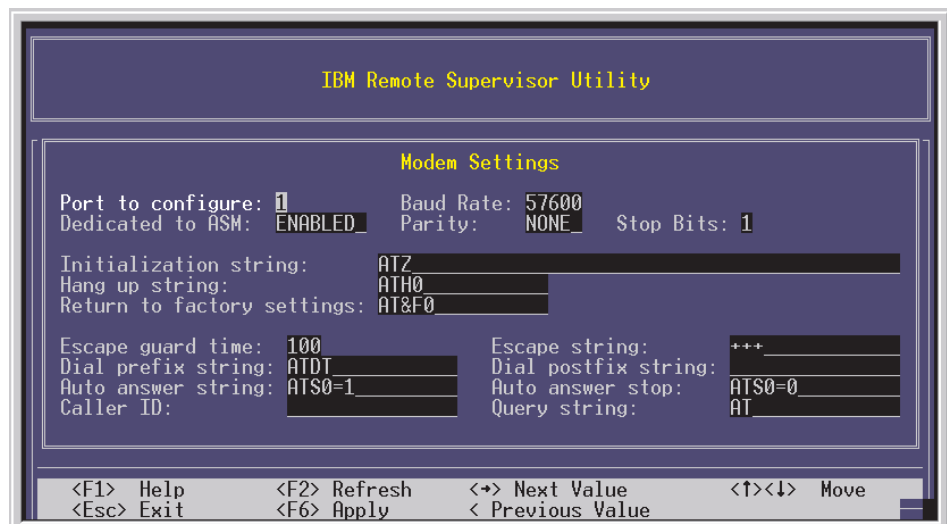 IBM Remote Supervisor Utility
Modem Settings
Port to configure: 1 Baud Rate: 57600
Dedicated to ASM: ENABLED_ Parity: NONE_ Stop Bits: 1
Initialization string: ATZ
Hang up string: ATH0
Return to factory settings: AT&F0
Escape guard time: 100 Escape string: +++
Dial prefix string: ATDT Dial postfix string:
Auto answer string: ATS0=1 Auto answer stop: ATS0=0
Caller ID: Query string: AT
<F1> Help <F2> Refresh <→> Next Value <↑><↓> Move
<Esc> Exit <F6> Apply < Previous Value